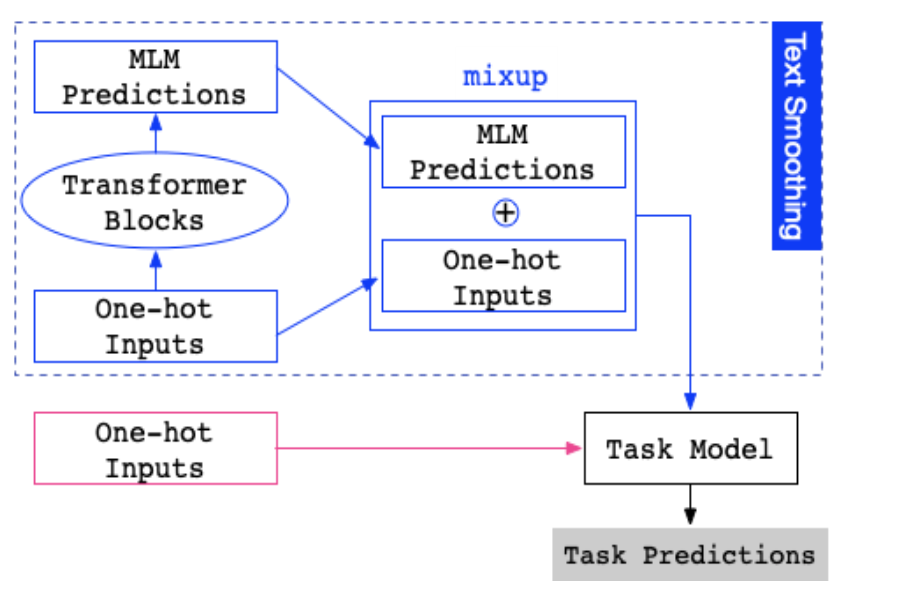 MLM
Predictions
Transformer
Blocks
One-hot
Inputs
mixup
MLM
Predictions
+
One-hot
Inputs
Text Smoothing
One-hot
Inputs
Task Model
Task Predictions